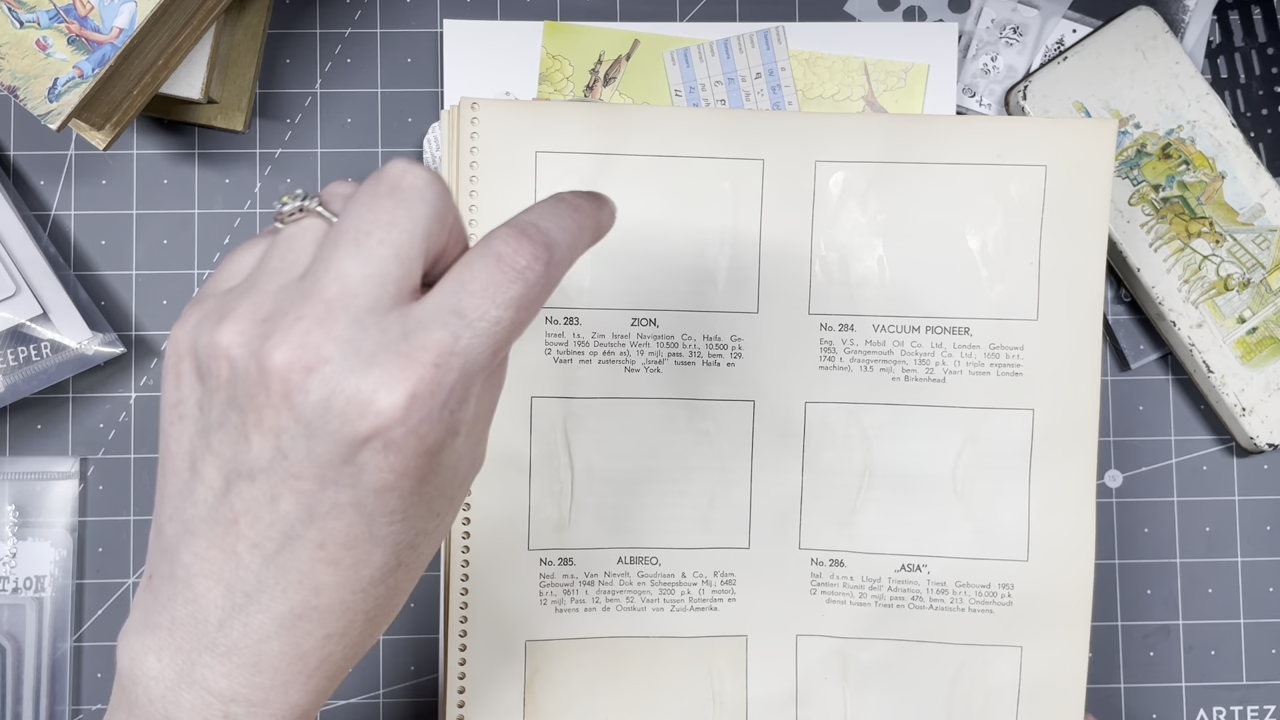 No. 283. ZION,
Israel. t.s., Zim Israel Navigation Co., Haifa. Ge-
bouwd 1956 Deutsche Werft. 10.500 b.r.t., 10.500 p.k.
(2 turbines op één as), 19 mijl; pass. 312, bem. 129.
Vaart met zusterschip „Israël" tussen Haifa en
New York.
No. 284. VACUUM PIONEER,
Eng. V.S., Mobil Oil Co. Ltd., Londen. Gebouwd
1953, Grangemouth Dockyard Co. Ltd.; 1650 b.r.t.
1740 t. draagvermogen, 1350 p.k. (1 triple expansie-
machine), 13.5 mijl; bem. 22. Vaart tussen Londen
en Birkenhead.
No. 285. ALBIREO,
Ned. m.s., Van Nievelt, Goudriaan & Co., R'dam.
Gebouwd 1948 Ned. Dok en Scheepsbouw Mij.; 6482
b.r.t., 9611 t. draagvermogen, 3200 p.k. (1 motor),
12 mijl; Pass. 12, bem. 52. Vaart tussen Rotterdam en
havens aan de Oostkust van Zuid-Amerika.
No. 286. „ASIA",
Ital. d.s.m.s. Lloyd Triestino, Triest. Gebouwd 1953
Cantieri Riuniti dell' Adriatico, 11.695 b.r.t., 16.000 p.k.
(2 motoren), 20 mijl; pass. 476, bem. 213. Onderhoudt
dienst tussen Triest en Oost-Aziatische havens.
EEPER
TION
15
ARTEZ